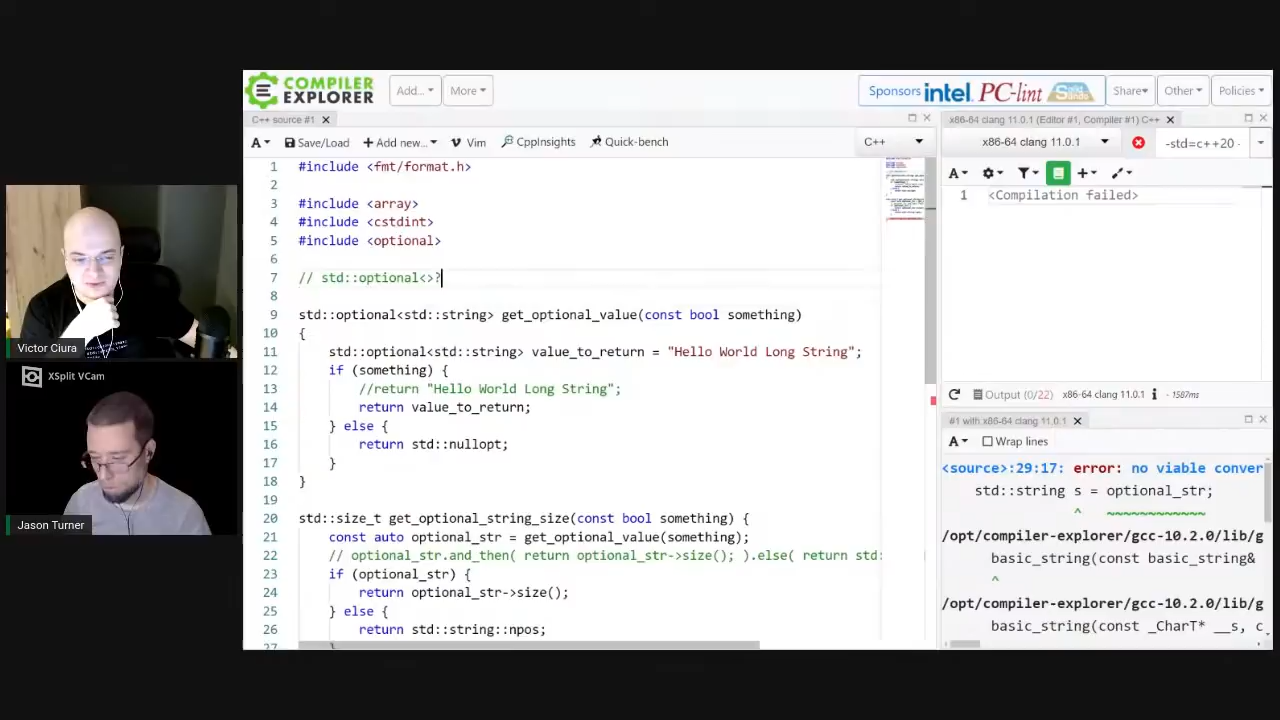 COMPILER
EXPLORER
Add...
More
Sponsors intel PC-lint Solid Sands
Share
Other
Policies
C++ source #1
A
Save/Load
Add new...
Vim
CppInsights
Quick-bench
C++
1 #include <fmt/format.h>
2
3 #include <array>
4 #include <cstdint>
5 #include <optional>
6
7 // std::optional<>?
8
9 std::optional<std::string> get_optional_value(const bool something)
10 {
11 std::optional<std::string> value_to_return = "Hello World Long String";
12 if (something) {
13 //return "Hello World Long String";
14 return value_to_return;
15 } else {
16 return std::nullopt;
17 }
18 }
19
20 std::size_t get_optional_string_size(const bool something) {
21 const auto optional_str = get_optional_value(something);
22 // optional_str.and_then( return optional_str->size(); ).else( return std:
23 if (optional_str) {
24 return optional_str->size();
25 } else {
26 return std::string::npos;
27 }
x86-64 clang 11.0.1 (Editor #1, Compiler #1) C++
x86-64 clang 11.0.1
-std=c++20 -
A
1 <Compilation failed>
Output (0/22) x86-64 clang 11.0.1 i - 1587ms
#1 with x86-64 clang 11.0.1
A
Wrap lines
<source>:29:17: error: no viable conver
std::string s = optional_str;
^ ~~~~~~~~~~~~
/opt/compiler-explorer/gcc-10.2.0/lib/g
basic_string(const basic_string&
^
/opt/compiler-explorer/gcc-10.2.0/lib/g
basic_string(const _CharT* __s, c
Victor Ciura
XSplit VCam
Jason Turner